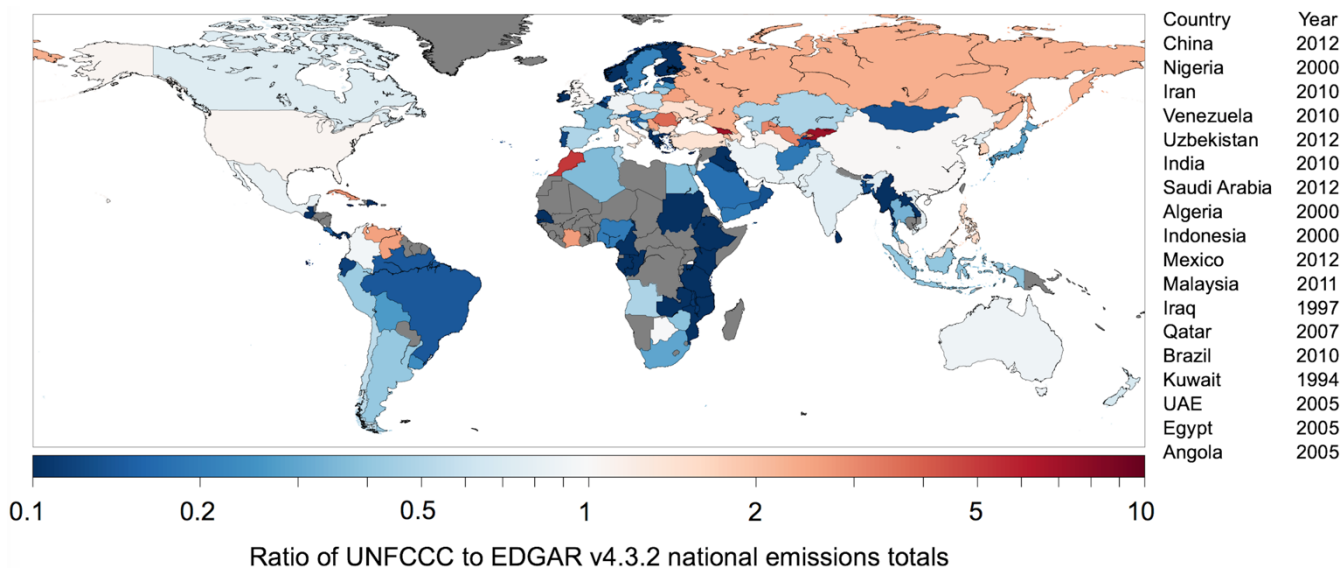 Country Year
China 2012
Nigeria 2000
Iran 2010
Venezuela 2010
Uzbekistan 2012
India 2010
Saudi Arabia 2012
Algeria 2000
Indonesia 2000
Mexico 2012
Malaysia 2011
Iraq 1997
Qatar 2007
Brazil 2010
Kuwait 1994
UAE 2005
Egypt 2005
Angola 2005
0.1 0.2 0.5 1 2 5 10
Ratio of UNFCCC to EDGAR v4.3.2 national emissions totals